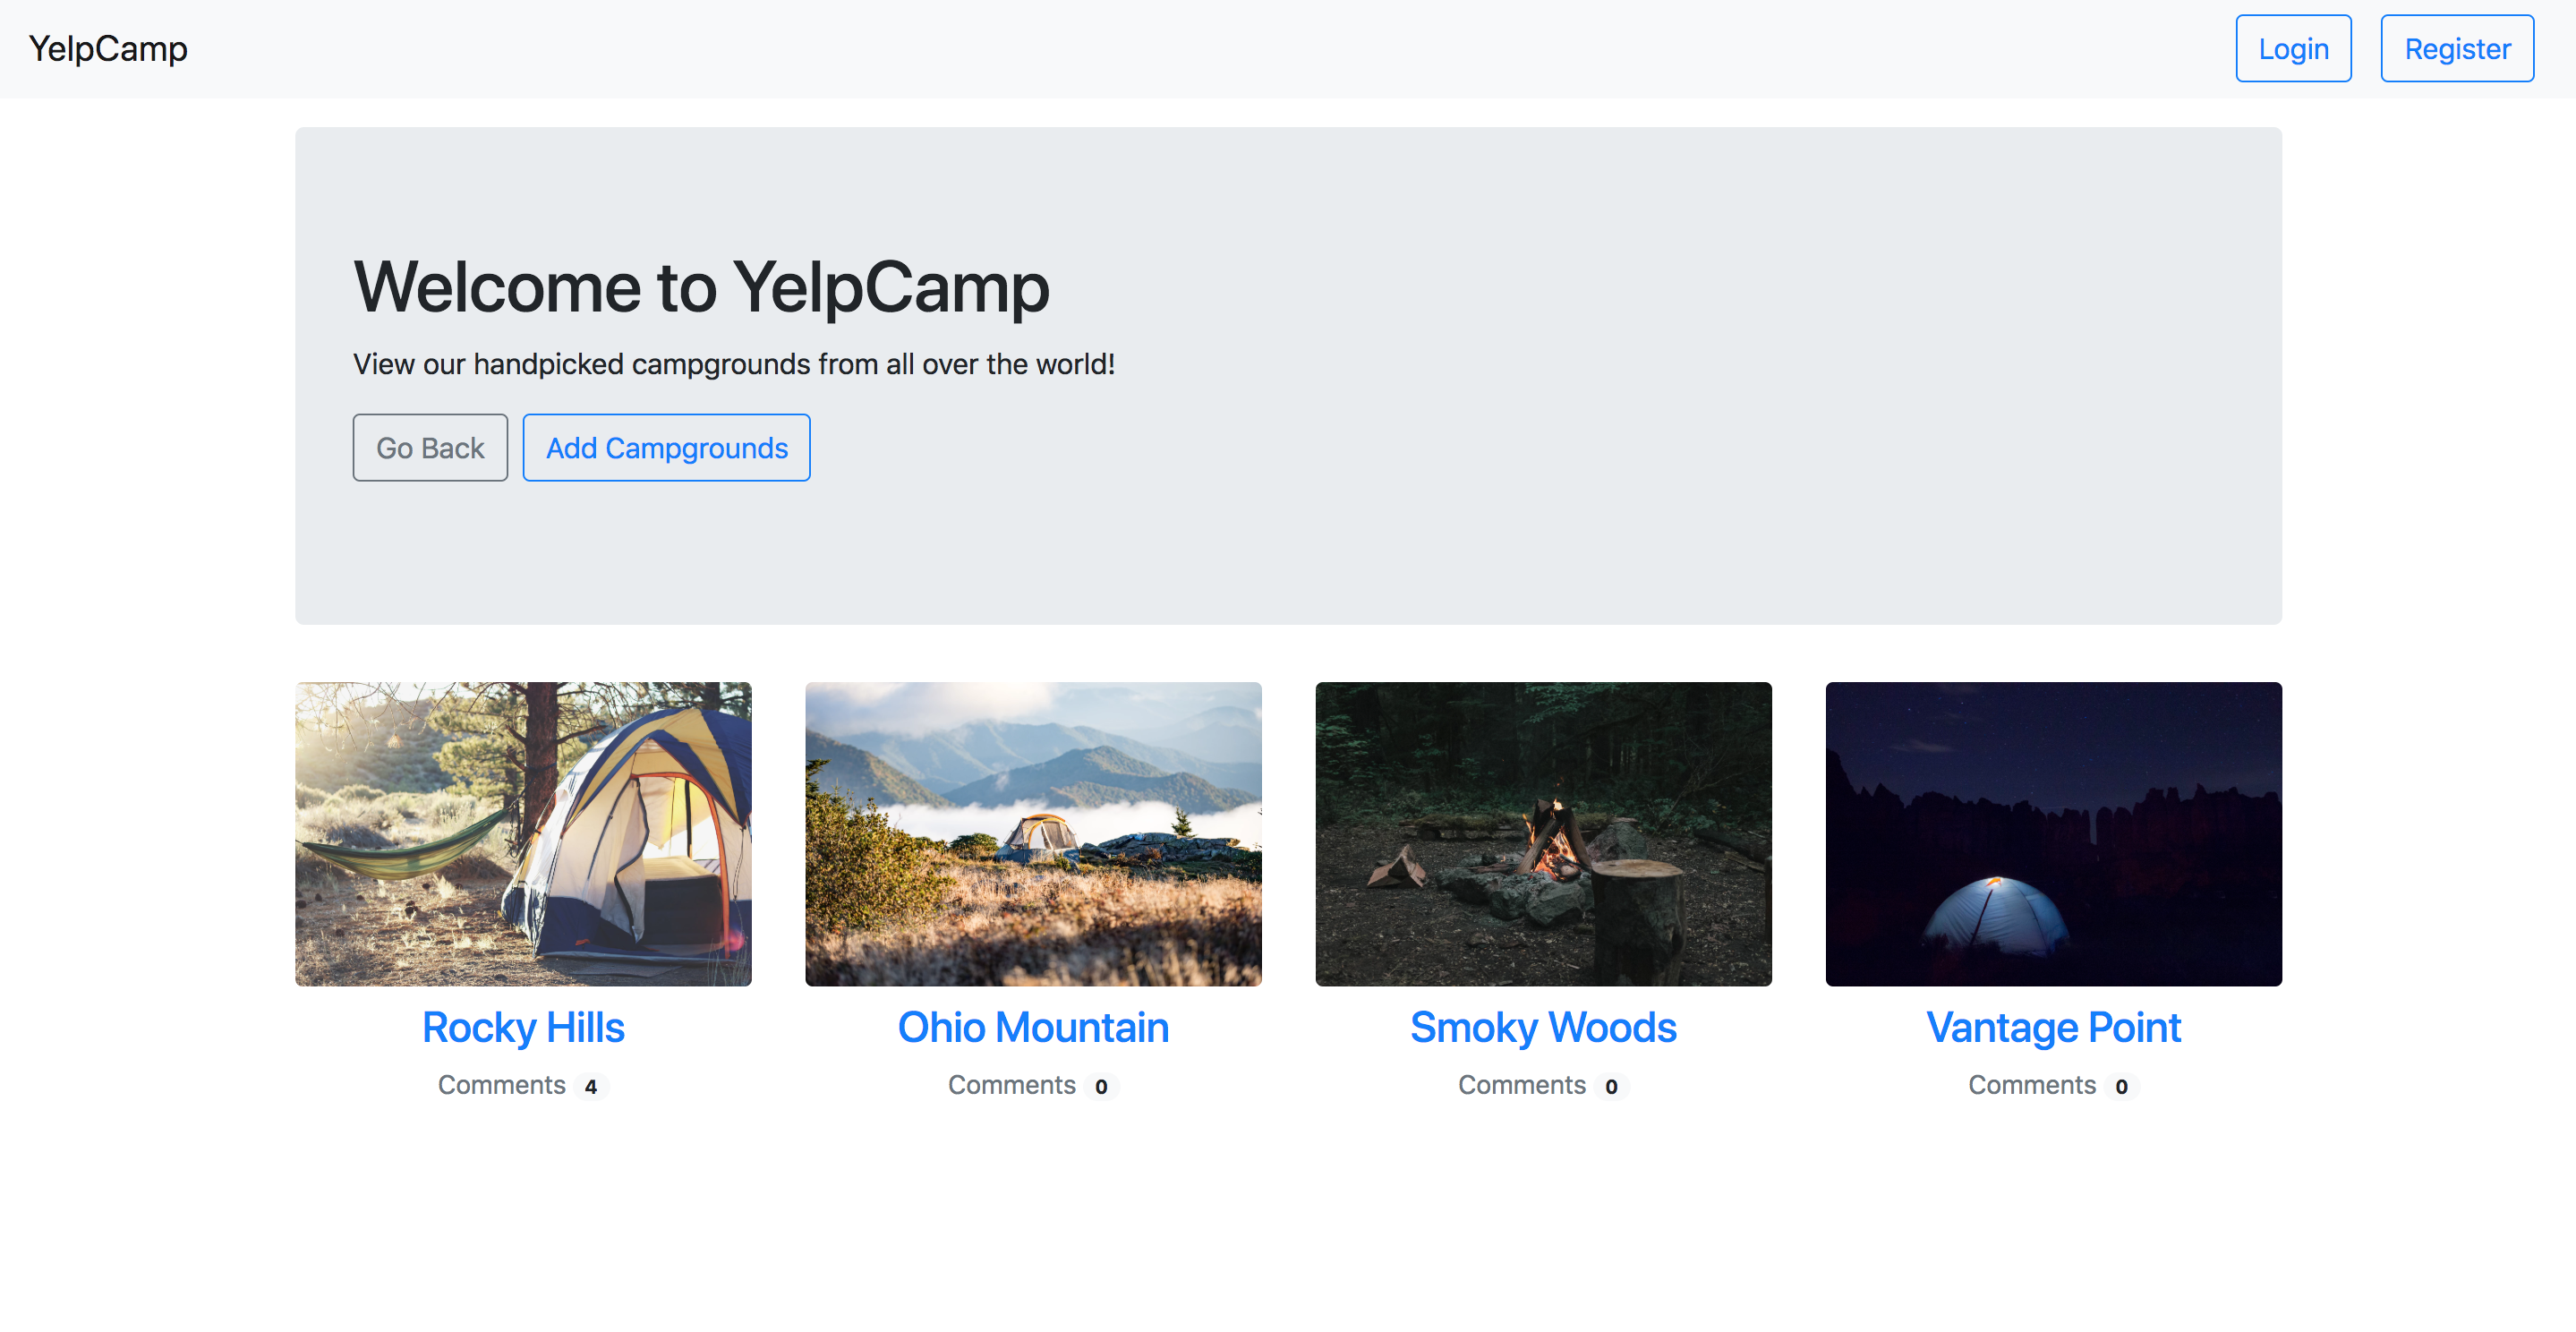 YelpCamp
Login
Register
Welcome to YelpCamp
View our handpicked campgrounds from all over the world!
Go Back
Add Campgrounds
Rocky Hills
Comments 4
Ohio Mountain
Comments 0
Smoky Woods
Comments 0
Vantage Point
Comments 0